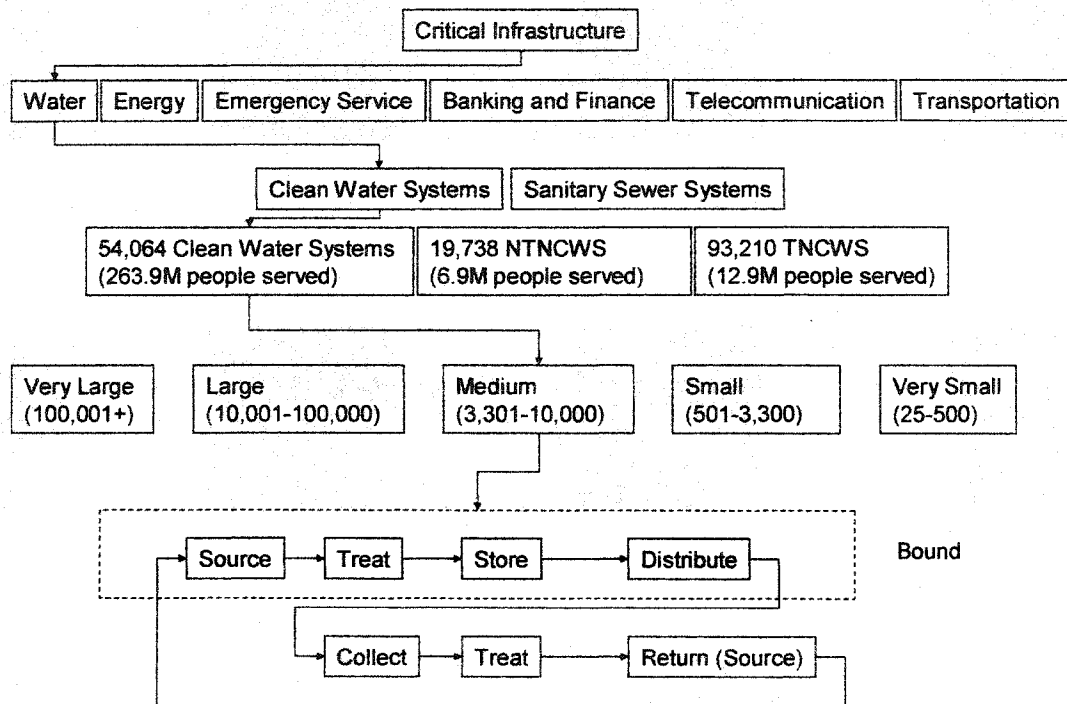 Critical Infrastructure
Water
Energy
Emergency Service
Banking and Finance
Telecommunication
Transportation
Clean Water Systems
Sanitary Sewer Systems
54,064 Clean Water Systems
(263.9M people served)
19,738 NTNCWS
(6.9M people served)
93,210 TNCWS
(12.9M people served)
Very Large
(100,001+)
Large
(10,001-100,000)
Medium
(3,301-10,000)
Small
(501-3,300)
Very Small
(25-500)
Source
Treat
Store
Distribute
Bound
Collect
Treat
Return (Source)